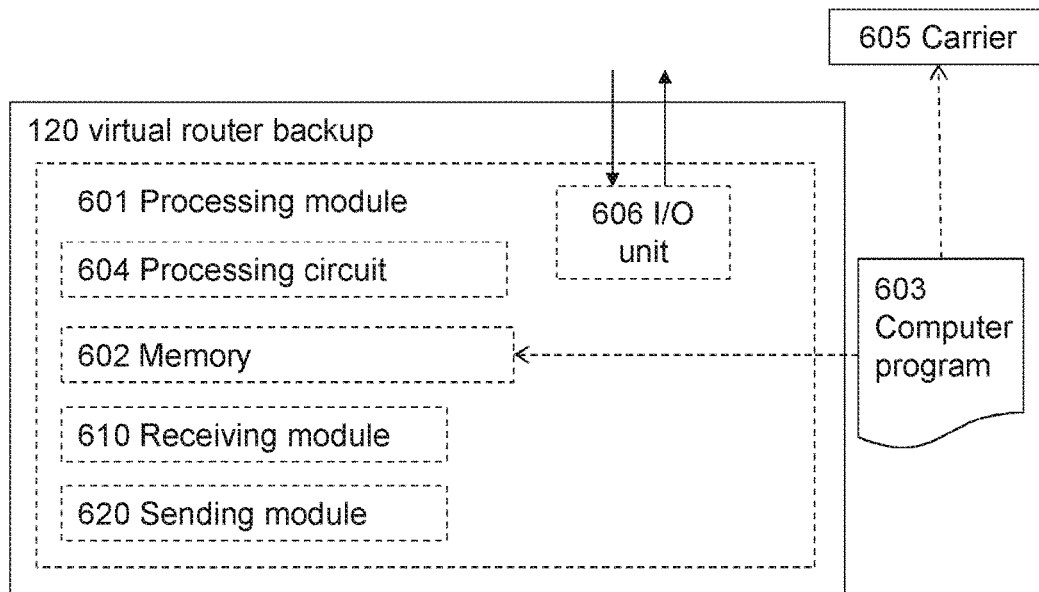 605 Carrier
120 virtual router backup
601 Processing module
606 I/O
unit
604 Processing circuit
603
Computer
program
602 Memory
610 Receiving module
620 Sending module